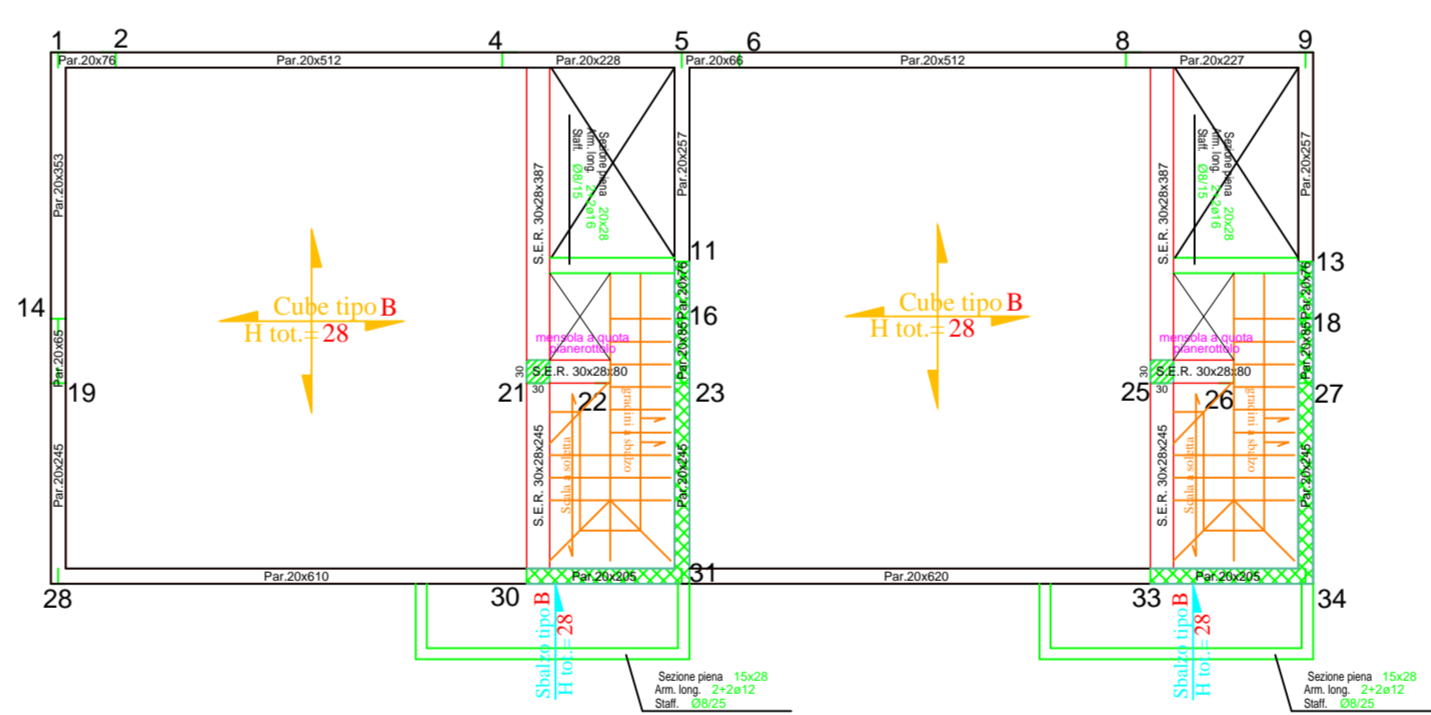 1
2
4
5
6
8
9
Par.20x76
Par.20x512
Par.20x228
Par.20x66
Par.20x512
Par.20x227
Par.20x353
S.E.R. 30x28x387
Sezione piena 20x28
Arm. long. 2+2ø16
Staff. Ø8/15
Par.20x257
S.E.R. 30x28x387
Sezione piena 20x28
Arm. long. 2+2ø16
Staff. Ø8/15
Par.20x257
11
13
Par.20x76
Par.20x76
14
Cube tipo B
H tot.= 28
16
Cube tipo B
H tot.= 28
18
Par.20x65
mensola a quota
pianerottolo
Par.20x85
mensola a quota
pianerottolo
Par.20x85
30
S.E.R. 30x28x80
30
S.E.R. 30x28x80
19
21
30
22
23
25
30
26
27
Par.20x245
S.E.R. 30x28x245
Scala a soletta
gradini a sbalzo
Par.20x245
S.E.R. 30x28x245
Scala a soletta
gradini a sbalzo
Par.20x245
Par.20x610
Par.20x205
31
Par.20x620
Par.20x205
28
30
33
34
Sbalzo tipo B
H tot.= 28
Sbalzo tipo B
H tot.= 28
Sezione piena 15x28
Arm. long. 2+2ø12
Staff. Ø8/25
Sezione piena 15x28
Arm. long. 2+2ø12
Staff. Ø8/25